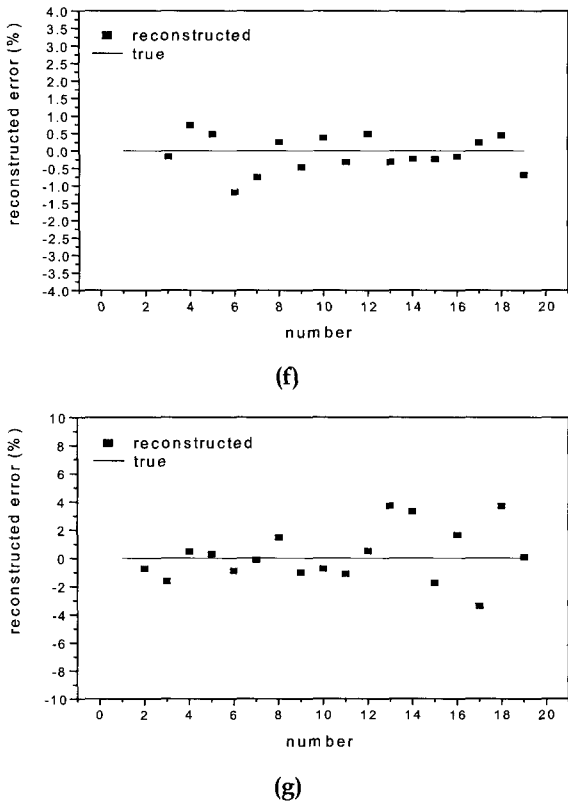 4.0
3.5
3.0
2.5
2.0
1.5
1.0
0.5
0.0
-0.5
-1.0
-1.5
-2.0
-2.5
-3.0
-3.5
-4.0
reconstructed error (%)
reconstructed
true
0 2 4 6 8 10 12 14 16 18 20
number
(f)
10
8
6
4
2
0
-2
-4
-6
-8
-10
reconstructed error (%)
reconstructed
true
0 2 4 6 8 10 12 14 16 18 20
number
(g)